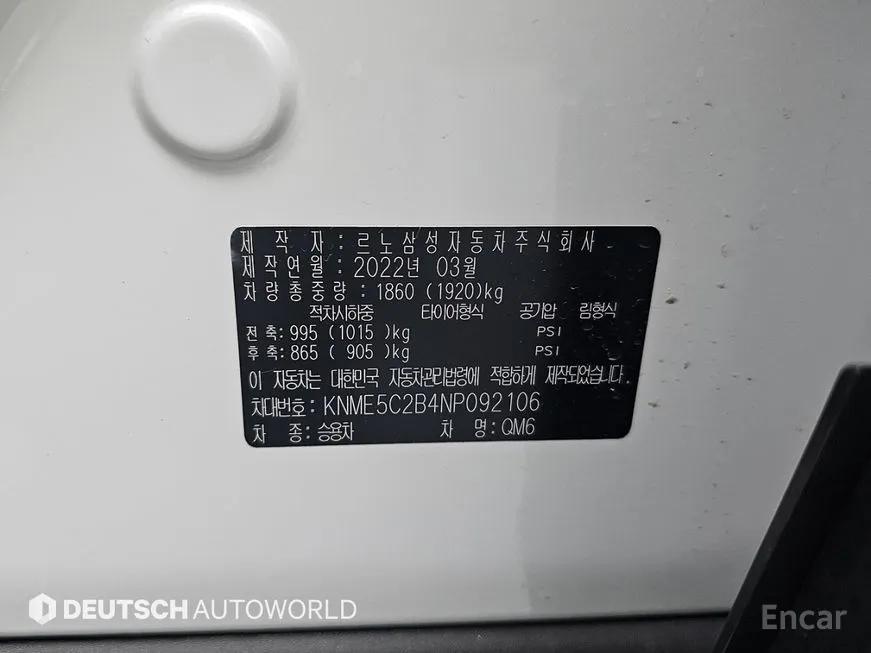 제 작 자 : 르노삼성자동차주식회사
제작연월 : 2022년 03월
차량총중량 : 1860 (1920)kg
적차시하중 타이어형식 공기압 림형식
전 축: 995 (1015 )kg PSI
후 축: 865 ( 905 )kg PSI
이 자동차는 대한민국 자동차관리법령에 적합하게 제작되었습니다.
차대번호: KNME5C2B4NP092106
차 종: 승용차 차 명: QM6
DEUTSCH AUTOWORLD
Encar